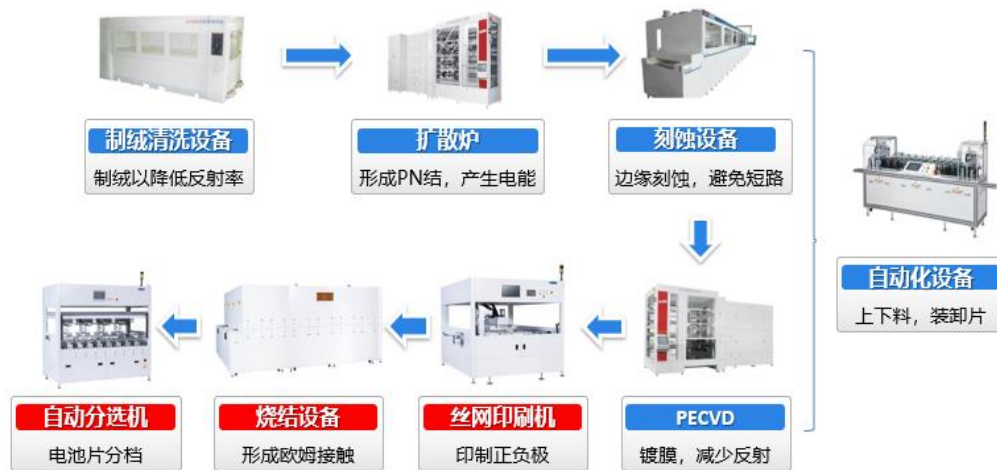 制绒清洗设备
制绒以降低反射率
扩散炉
形成PN结，产生电能
刻蚀设备
边缘刻蚀，避免短路
自动化设备
上下料，装卸片
自动分选机
电池片分档
烧结设备
形成欧姆接触
丝网印刷机
印制正负极
PECVD
镀膜，减少反射